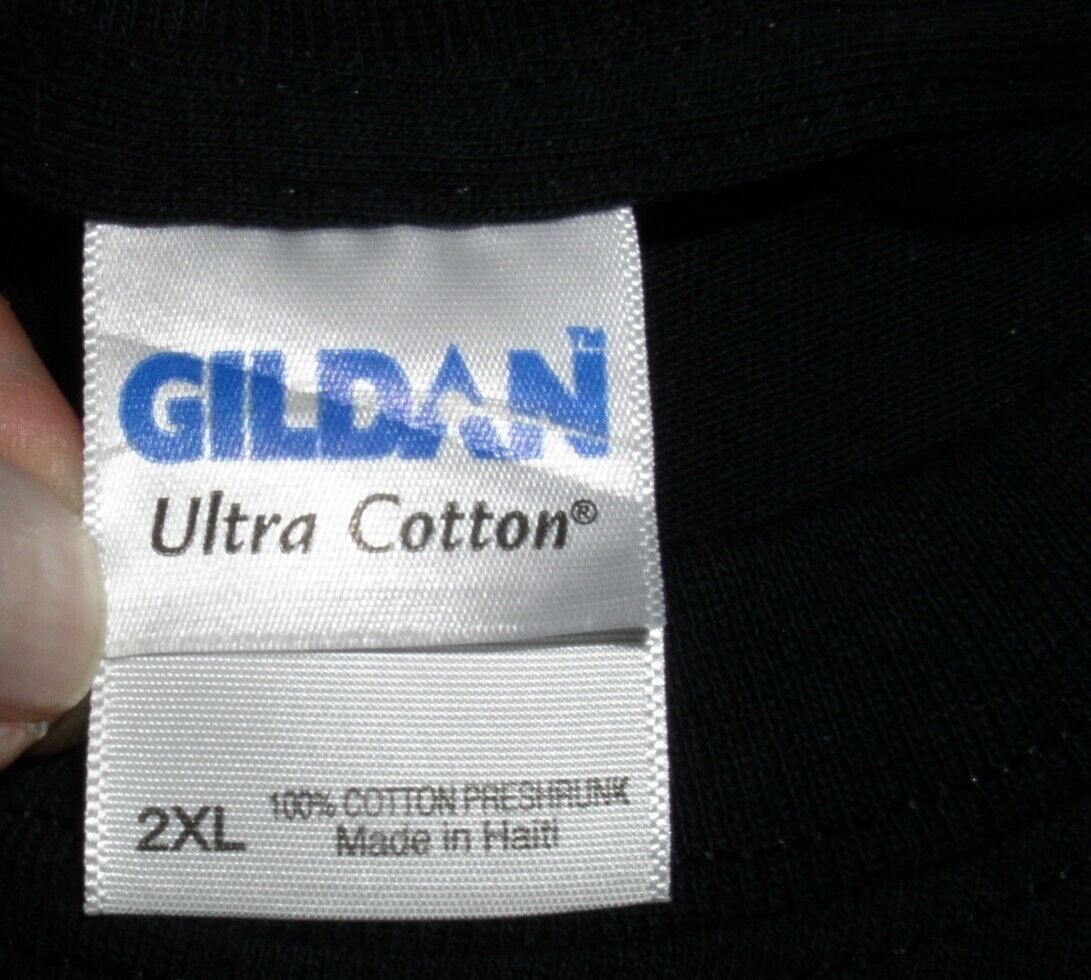 GILDAN™
Ultra Cotton®
2XL
100% COTTON PRESHRUNK
Made in Haiti